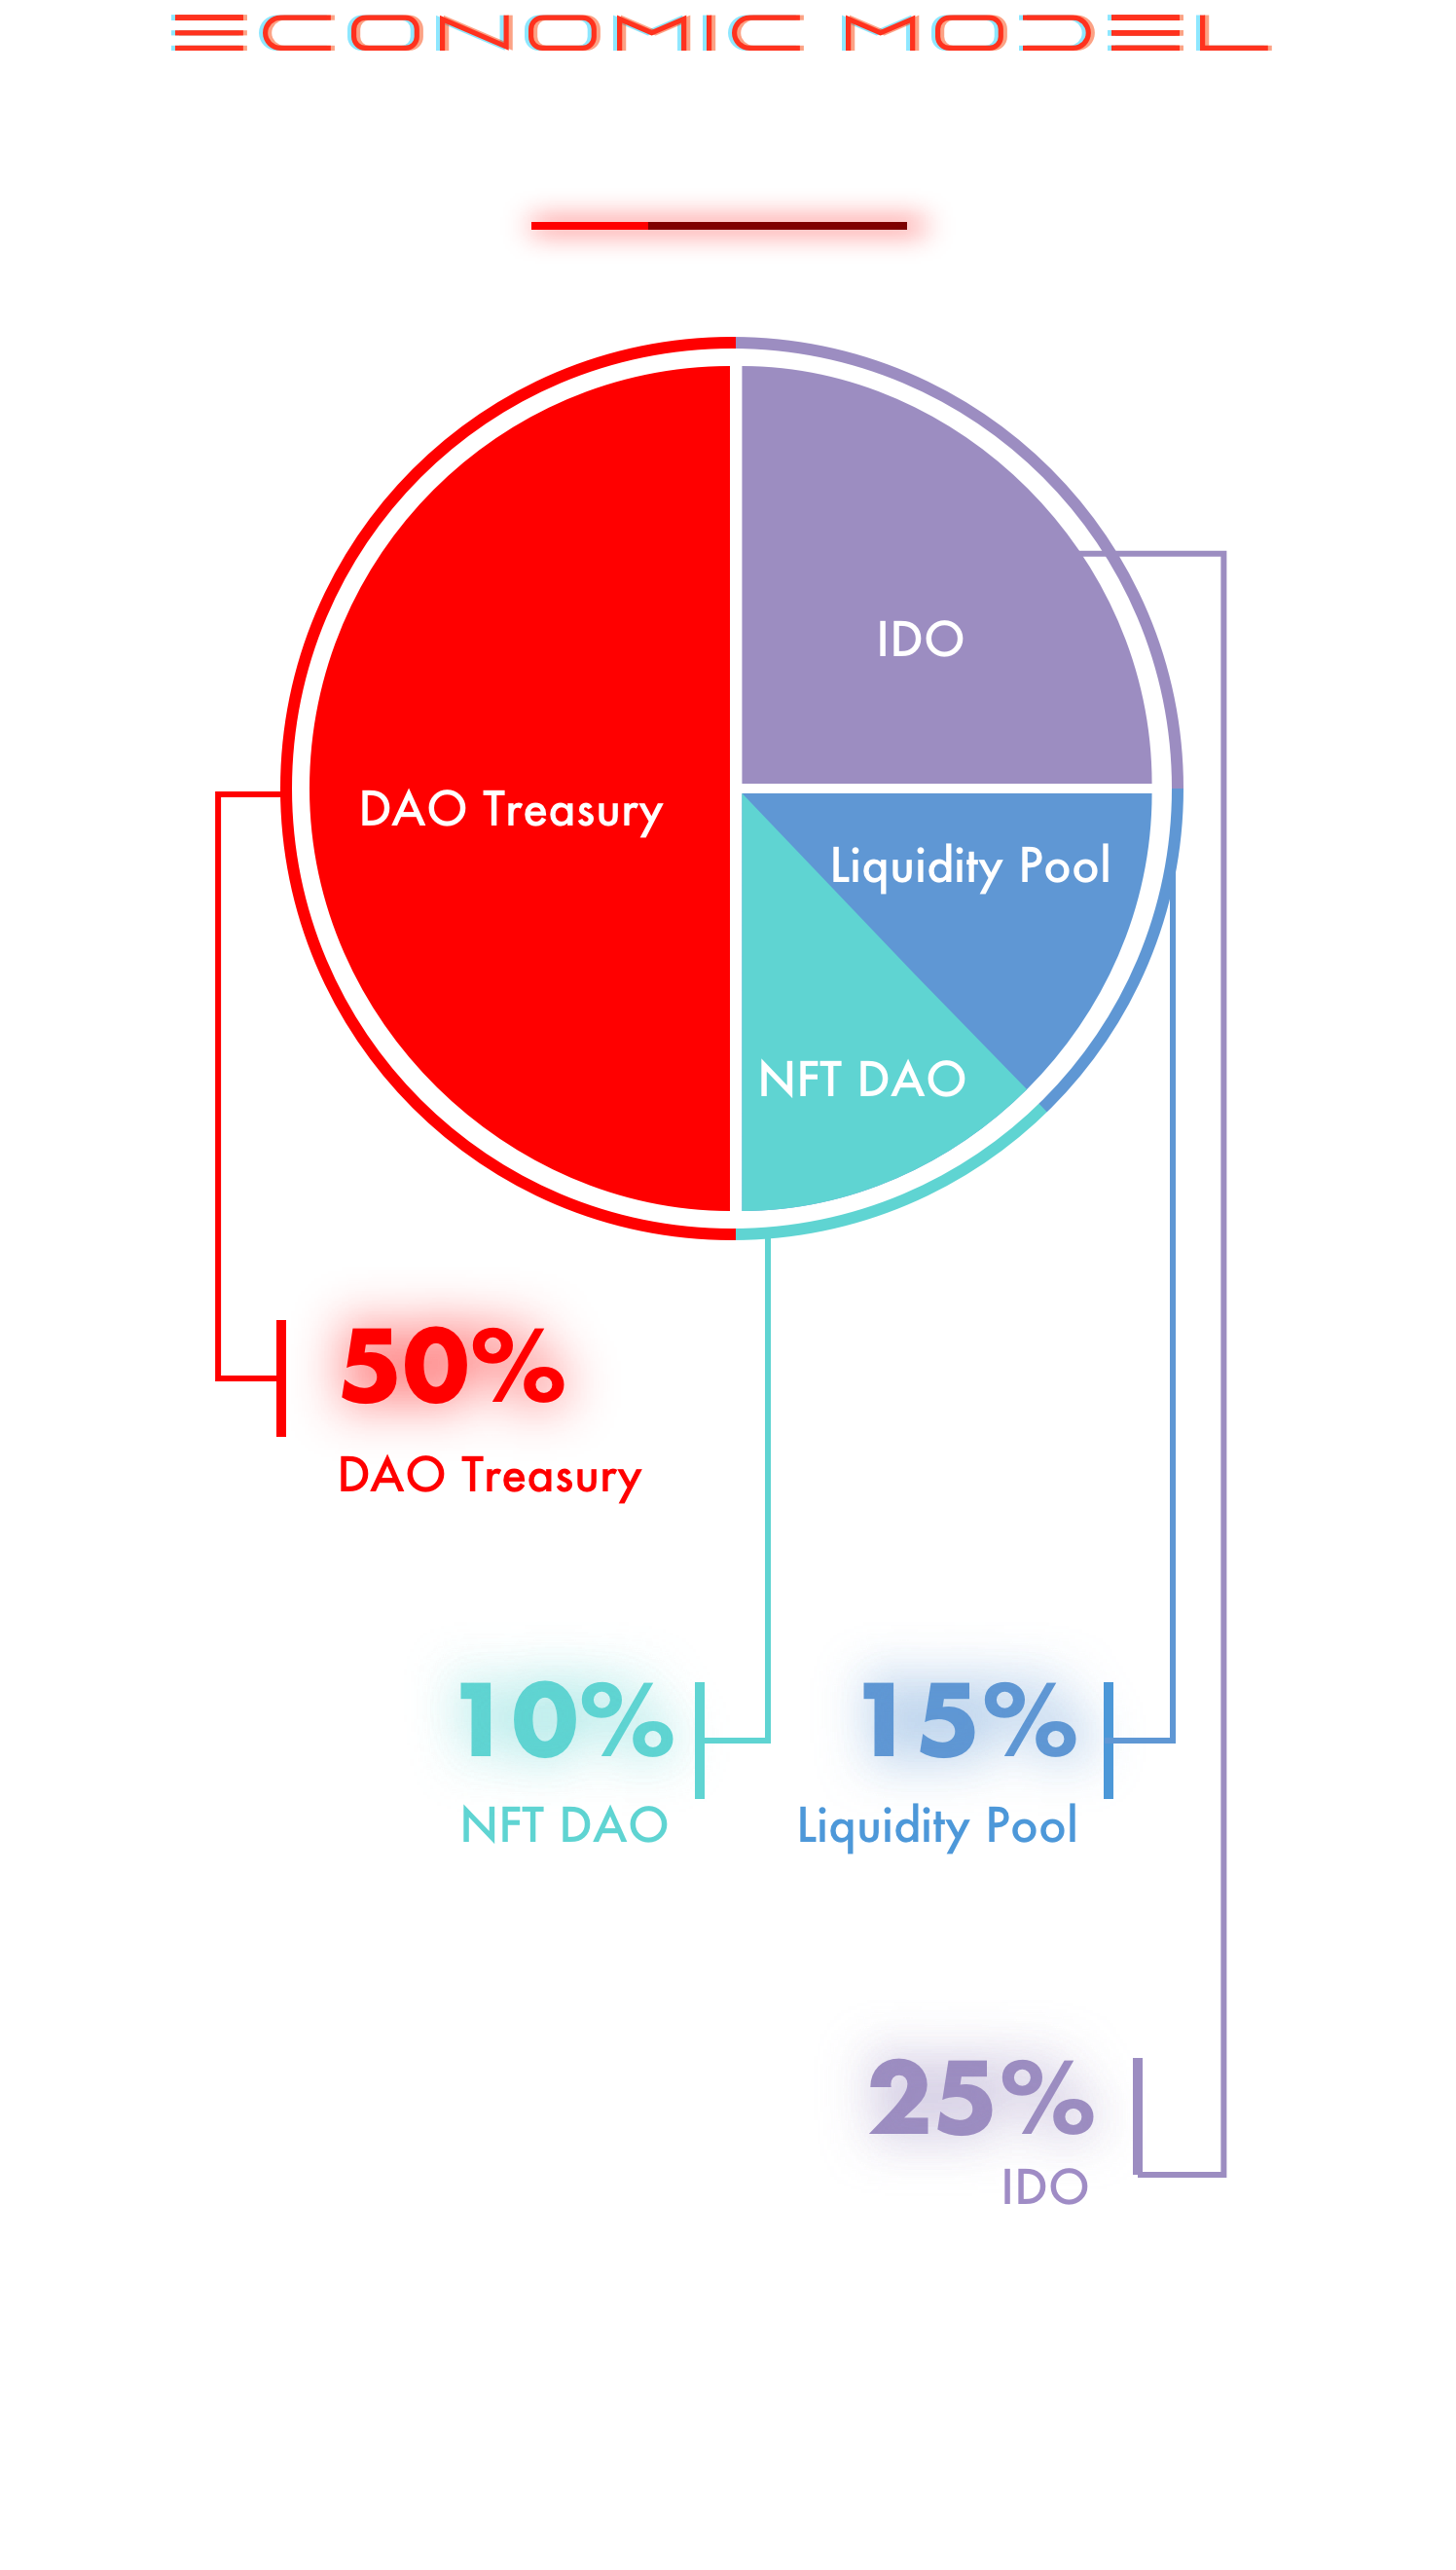 ECONOMIC MODEL
IDO
DAO Treasury
Liquidity Pool
NFT DAO
50%
DAO Treasury
10%
NFT DAO
15%
Liquidity Pool
25%
IDO